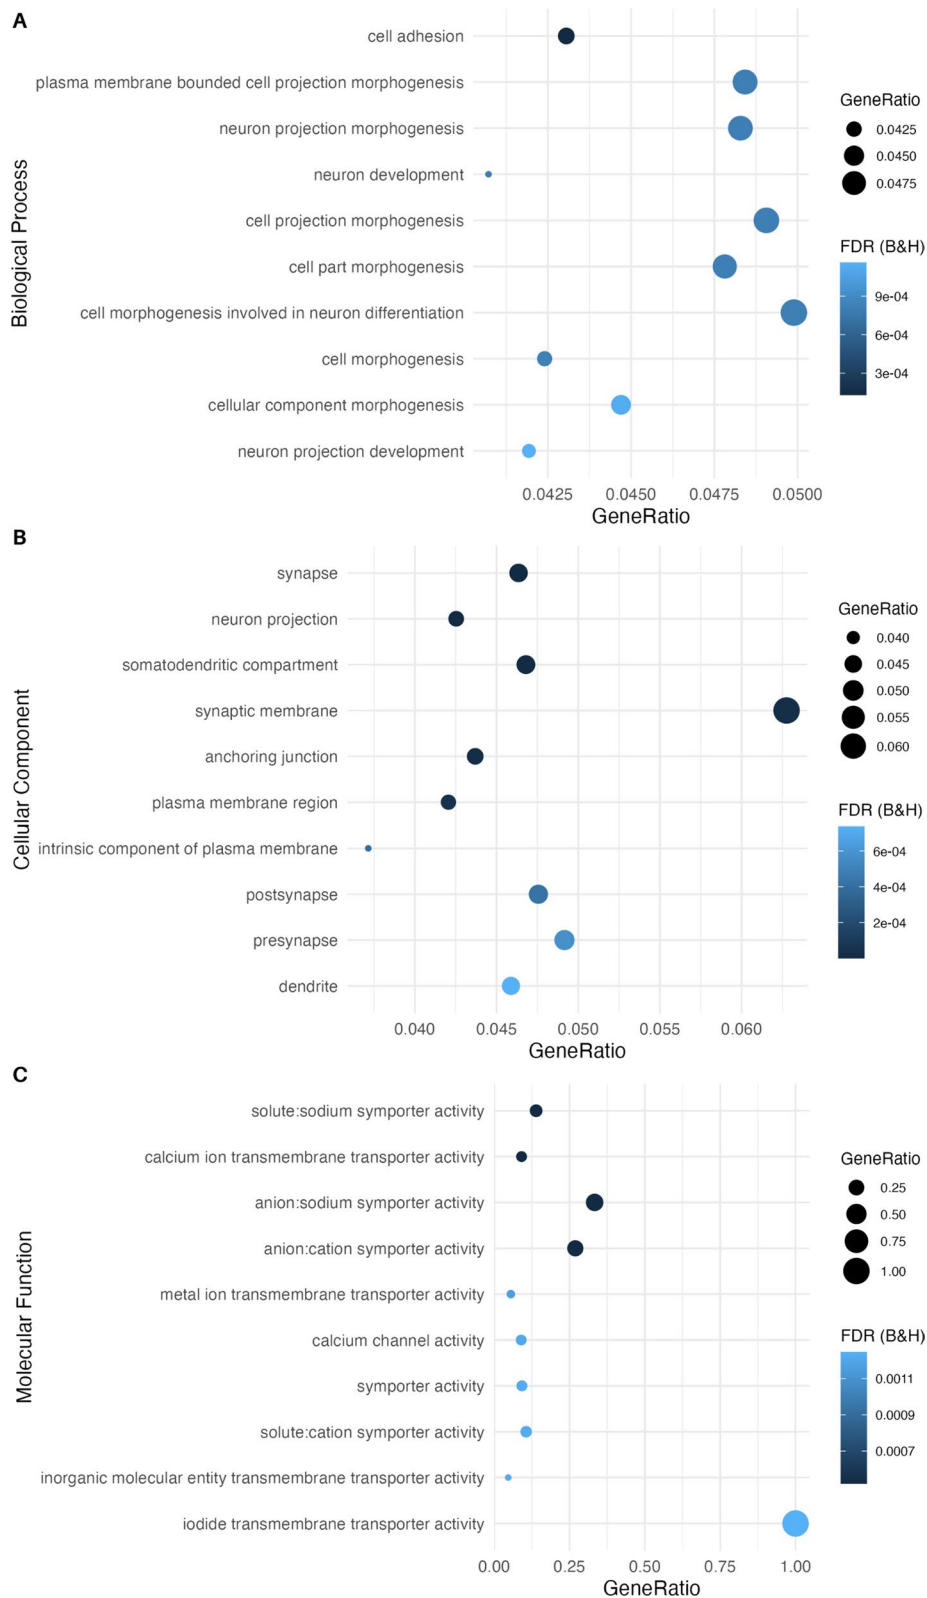 A
Biological Process
cell adhesion
plasma membrane bounded cell projection morphogenesis
neuron projection morphogenesis
neuron development
cell projection morphogenesis
cell part morphogenesis
cell morphogenesis involved in neuron differentiation
cell morphogenesis
cellular component morphogenesis
neuron projection development
0.0425 0.0450 0.0475 0.0500
GeneRatio
GeneRatio
0.0425
0.0450
0.0475
FDR (B&H)
9e-04
6e-04
3e-04
B
Cellular Component
synapse
neuron projection
somatodendritic compartment
synaptic membrane
anchoring junction
plasma membrane region
intrinsic component of plasma membrane
postsynapse
presynapse
dendrite
0.040 0.045 0.050 0.055 0.060
GeneRatio
GeneRatio
0.040
0.045
0.050
0.055
0.060
FDR (B&H)
6e-04
4e-04
2e-04
C
Molecular Function
solute:sodium symporter activity
calcium ion transmembrane transporter activity
anion:sodium symporter activity
anion:cation symporter activity
metal ion transmembrane transporter activity
calcium channel activity
symporter activity
solute:cation symporter activity
inorganic molecular entity transmembrane transporter activity
iodide transmembrane transporter activity
0.00 0.25 0.50 0.75 1.00
GeneRatio
GeneRatio
0.25
0.50
0.75
1.00
FDR (B&H)
0.0011
0.0009
0.0007